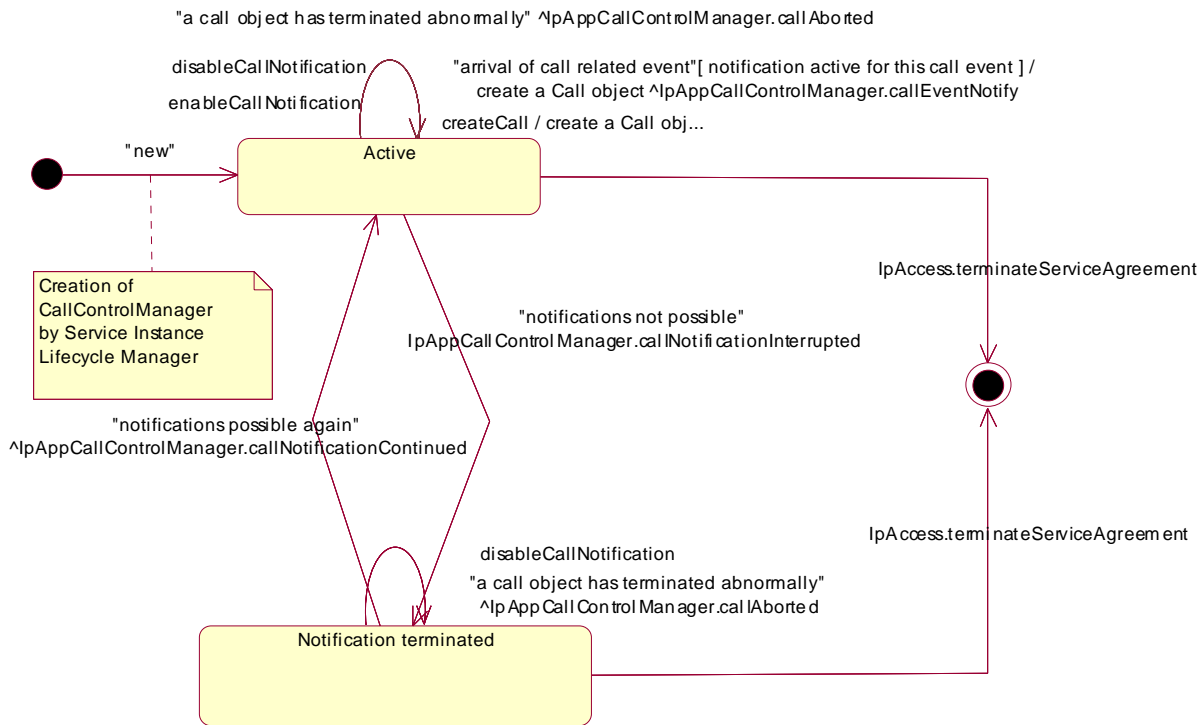 "a call object has terminated abnormally" ^IpAppCallControlManager.callAborted
disableCallNotification
"arrival of call related event"[ notification active for this call event ] /
create a Call object ^IpAppCallControlManager.callEventNotify
enableCallNotification
createCall / create a Call obj...
"new"
Active
IpAccess.terminateServiceAgreement
Creation of
CallControlManager
by Service Instance
Lifecycle Manager
"notifications not possible"
IpAppCallControlManager.callNotificationInterrupted
"notifications possible again"
^IpAppCallControlManager.callNotificationContinued
IpAccess.terminateServiceAgreement
disableCallNotification
"a call object has terminated abnormally"
^IpAppCallControlManager.callAborted
Notification terminated